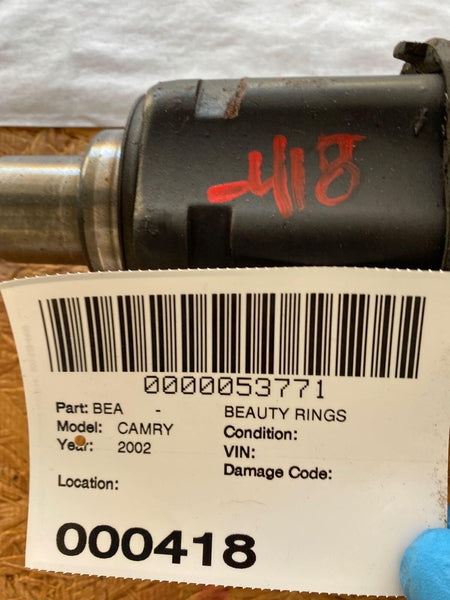 -418
0000053771
Part: BEA - BEAUTY RINGS
Model: CAMRY Condition:
Year: 2002 VIN:
Damage Code:
Location:
000418